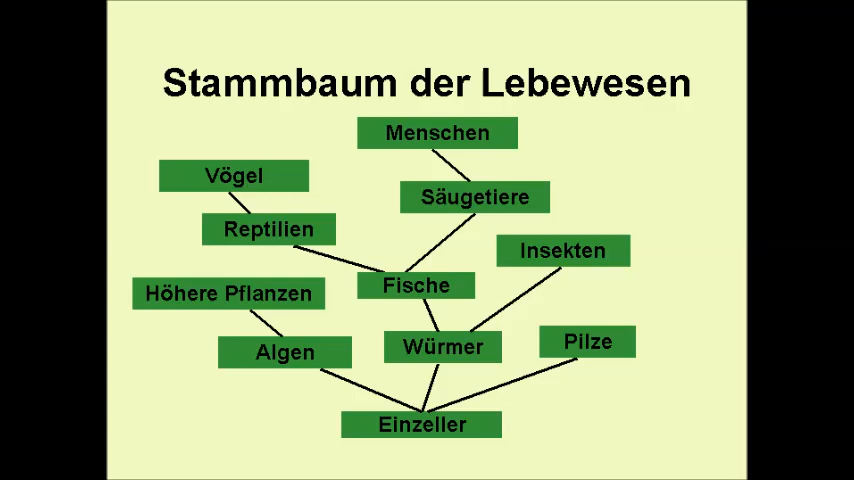 Stammbaum der Lebewesen
Menschen
Vögel
Säugetiere
Reptilien
Insekten
Fische
Höhere Pflanzen
Pilze
Würmer
Algen
Einzeller